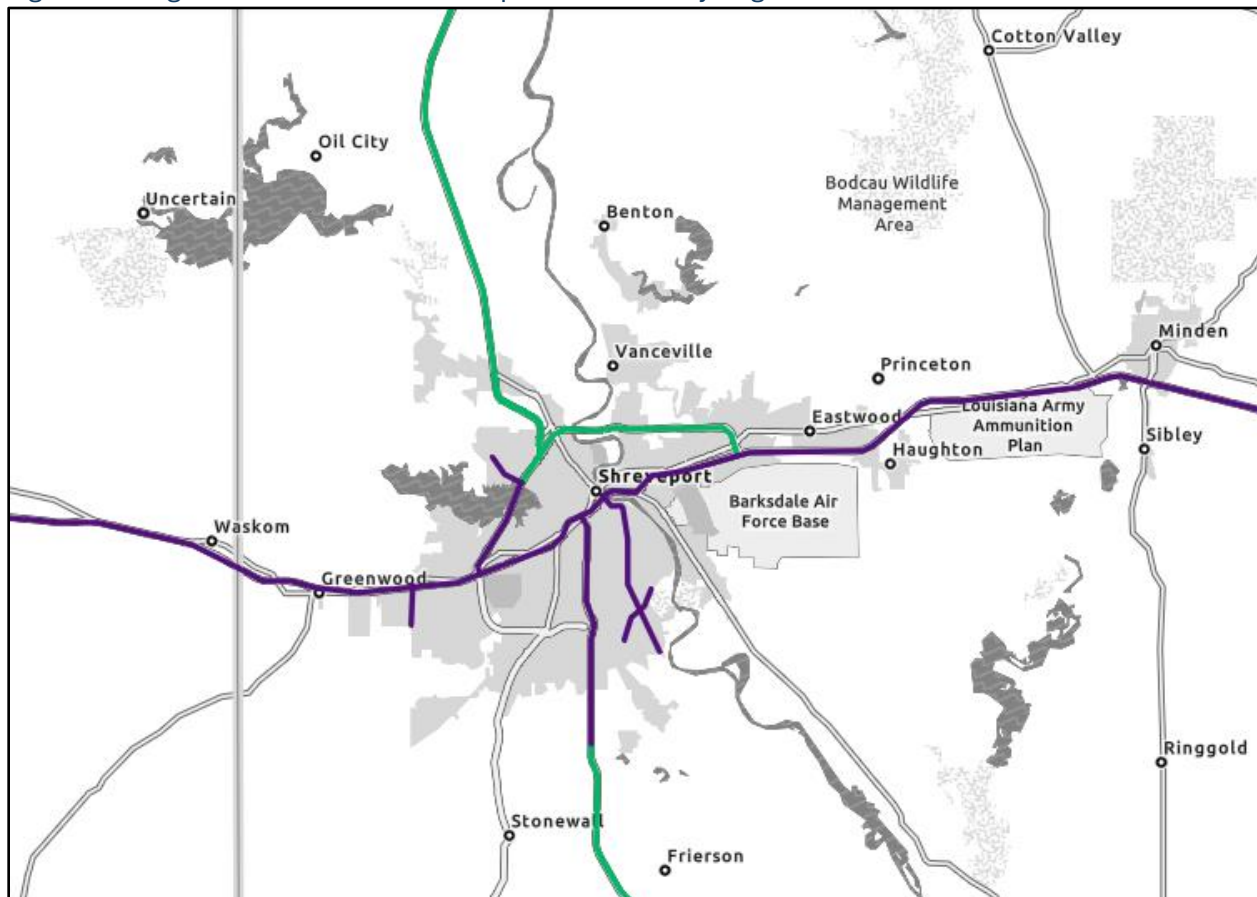 Cotton Valley
Oil City
Uncertain
Bodcau Wildlife
Management
Area
Benton
Minden
Vanceville
Princeton
Eastwood
Louisiana Army
Ammunition
Plan
Haughton
Sibley
Shreveport
Barksdale Air
Force Base
Waskom
Greenwood
Ringgold
Stonewall
Frierson